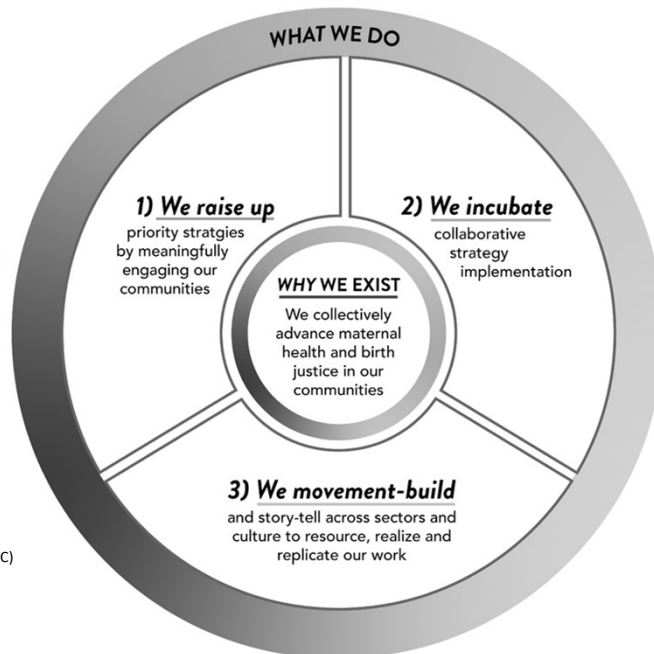 WHAT WE DO
1) We raise up
priority stratgies
by meaningfully
engaging our
communities
2) We incubate
collaborative
strategy
implementation
WHY WE EXIST
We collectively
advance maternal
health and birth
justice in our
communities
3) We movement-build
and story-tell across sectors and
culture to resource, realize and
replicate our work
C)